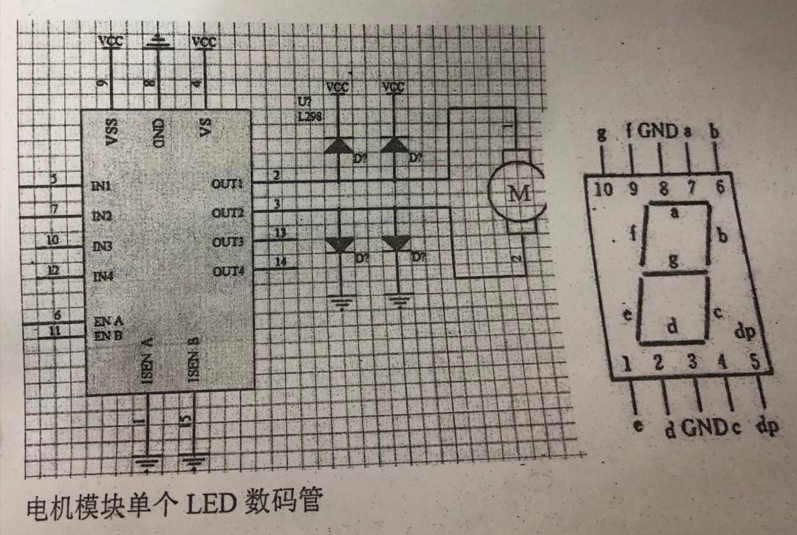 VCC VCC
9 8 4
VSS GND VS
U?
L298
VCC VCC
D? D?
5 IN1 OUT1 2
7 IN2 OUT2 3
10 IN3 OUT3 13
12 IN4 OUT4 14
6 EN A
11 EN B
ISEN A ISEN B
1 15
D? D?
1
M
2
g f GND a b
10 9 8 7 6
a
f b
g
e c
d dp
1 2 3 4 5
e d GND c dp
电机模块单个 LED 数码管